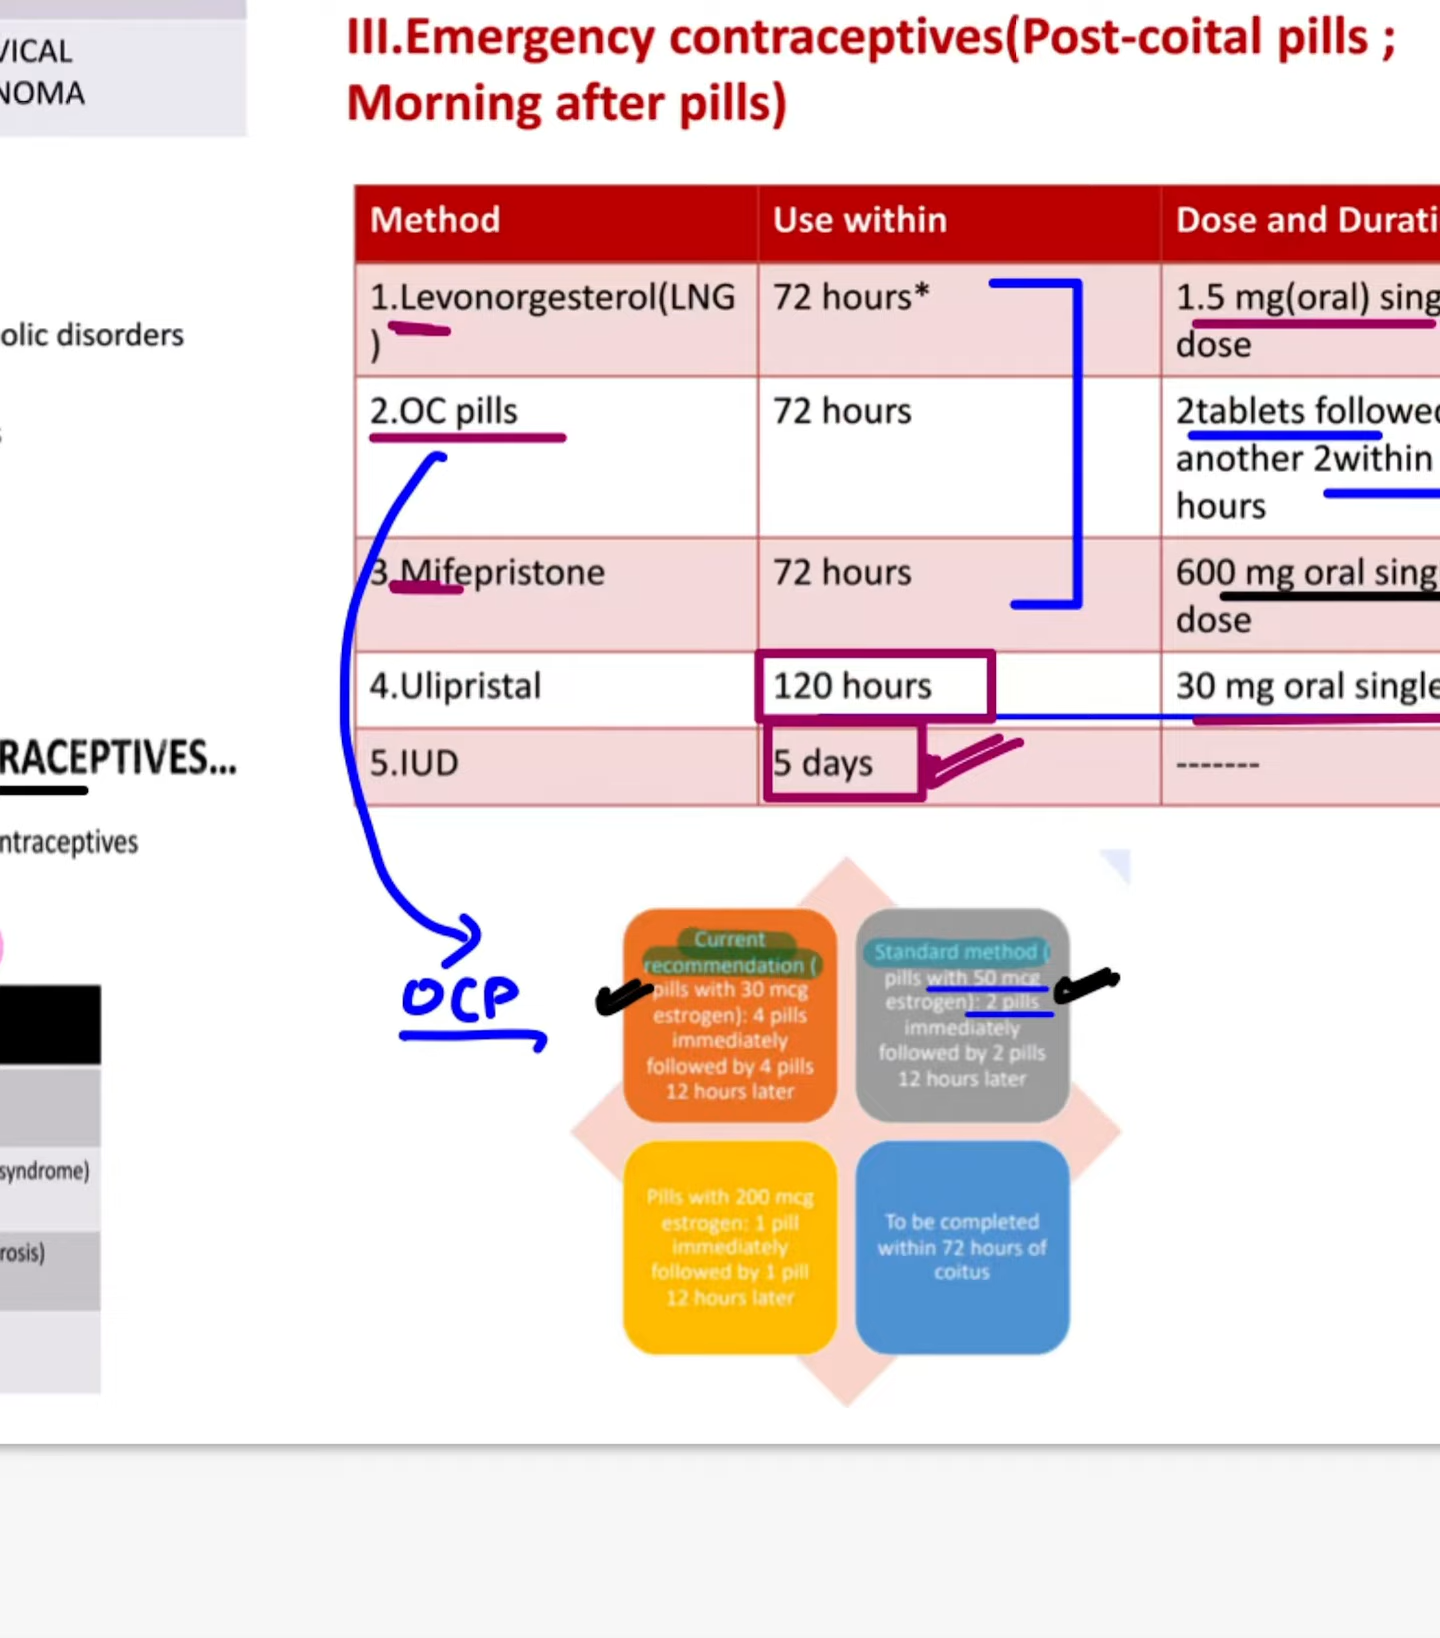 VICAL
NOMA
olic disorders
s
RACEPTIVES...
ntraceptives
syndrome)
rosis)
III.Emergency contraceptives(Post-coital pills ;
Morning after pills)
Method
Use within
Dose and Durati
1.Levonorgesterol(LNG
)
72 hours*
1.5 mg(oral) sing
dose
2.OC pills
72 hours
2tablets followed
another 2within
hours
3.Mifepristone
72 hours
600 mg oral sing
dose
4.Ulipristal
120 hours
30 mg oral single
5.IUD
5 days
-------
OCP
Current
recommendation (
pills with 30 mcg
estrogen): 4 pills
immediately
followed by 4 pills
12 hours later
Standard method (
pills with 50 mcg
estrogen): 2 pills
immediately
followed by 2 pills
12 hours later
Pills with 200 mcg
estrogen: 1 pill
immediately
followed by 1 pill
12 hours later
To be completed
within 72 hours of
coitus